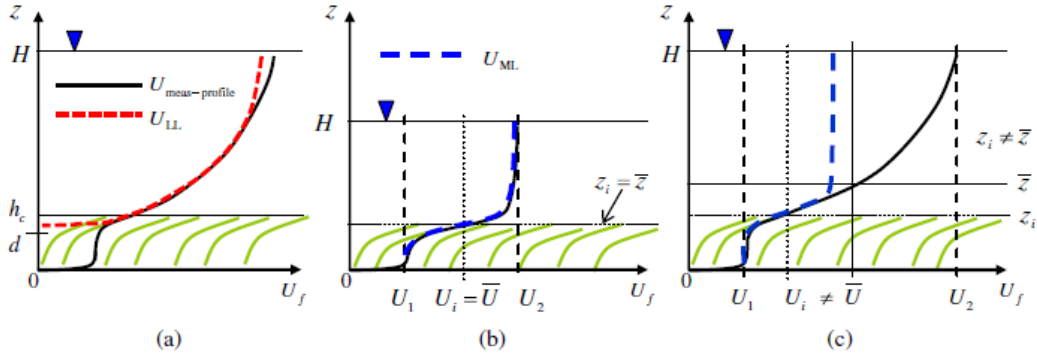 z
H
U_meas−profile
U_LL
h_c
d
0
U_f
(a)
z
U_ML
H
z_i = z̅
0
U_1 U_i = U̅ U_2 U_f
(b)
z
H
z_i ≠ z̅
z̅
z_i
0
U_1 U_i ≠ U̅ U_2 U_f
(c)